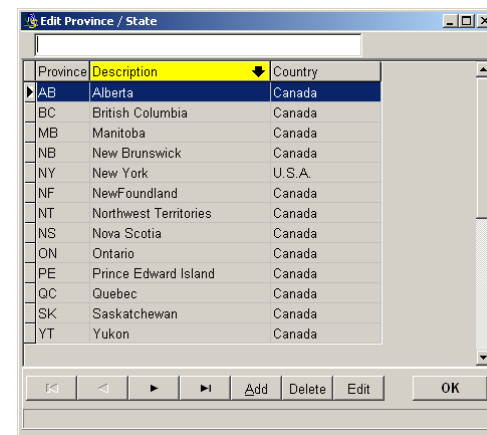 Edit Province / State
Province Description Country
AB Alberta Canada
BC British Columbia Canada
MB Manitoba Canada
NB New Brunswick Canada
NY New York U.S.A.
NF NewFoundland Canada
NT Northwest Territories Canada
NS Nova Scotia Canada
ON Ontario Canada
PE Prince Edward Island Canada
QC Quebec Canada
SK Saskatchewan Canada
YT Yukon Canada
Add Delete Edit OK